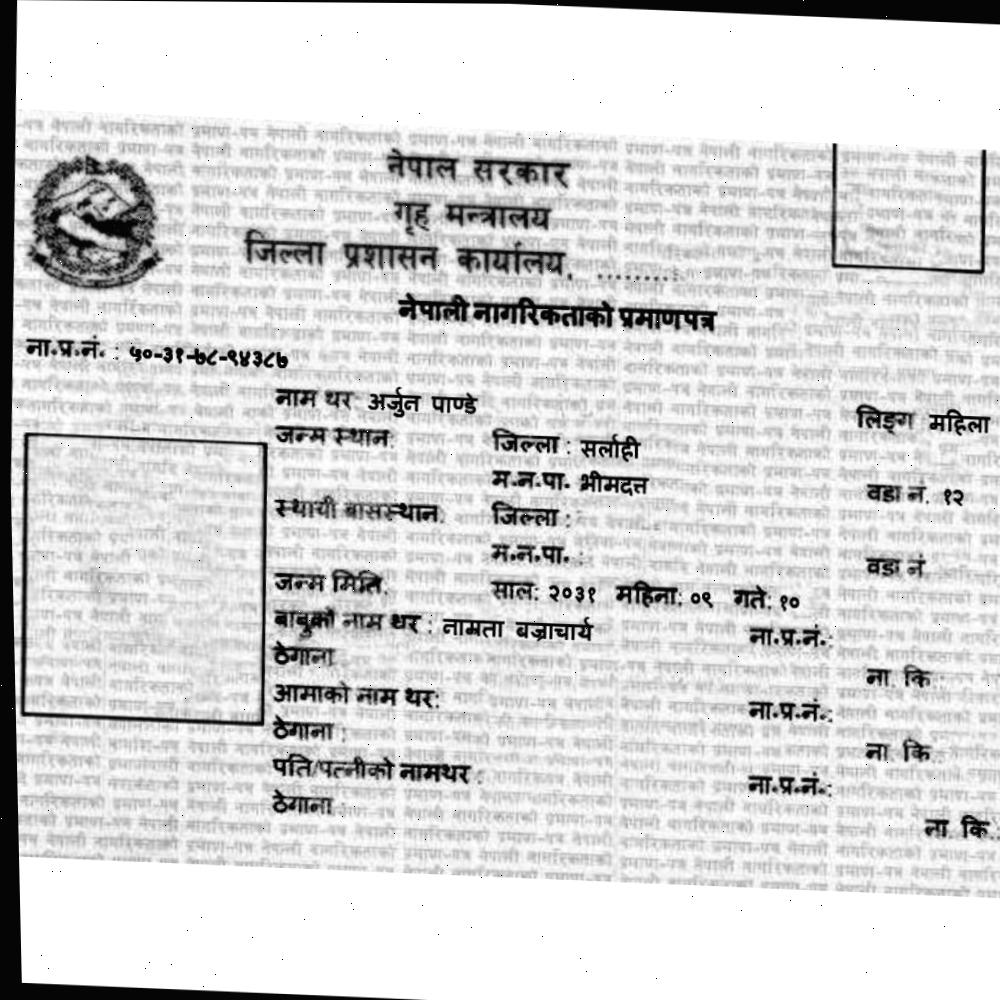 नेपाल सरकार
गृह मन्त्रालय
जिल्ला प्रशासन कार्यालय, .........
नेपाली नागरिकताको प्रमाणपत्र
ना.प्र.नं. : ५०-३१-७८-९४३८७
नाम थर अर्जुन पाण्डे लिङ्ग महिला
जन्म स्थान: जिल्ला : सर्लाही
म.न.पा. भीमदत्त वडा नं. १२
स्थायी बासस्थान: जिल्ला :
म.न.पा. : वडा नं
जन्म मिति: साल: २०३१ महिना: ०९ गते: १०
बाबुको नाम थर : नाम्रता बज्राचार्य ना.प्र.नं.:
ठेगाना ना. कि :
आमाको नाम थर: ना.प्र.नं.:
ठेगाना : ना कि :
पति/पत्नीको नामथर : ना.प्र.नं.:
ठेगाना : ना. कि.: